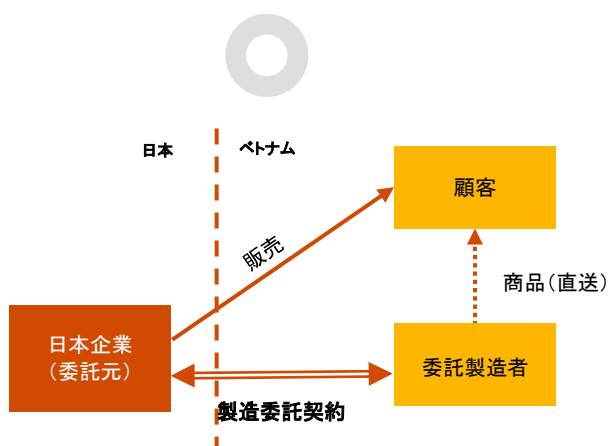 日本
ベトナム
顧客
販売
商品(直送)
日本企業
(委託元)
委託製造者
製造委託契約